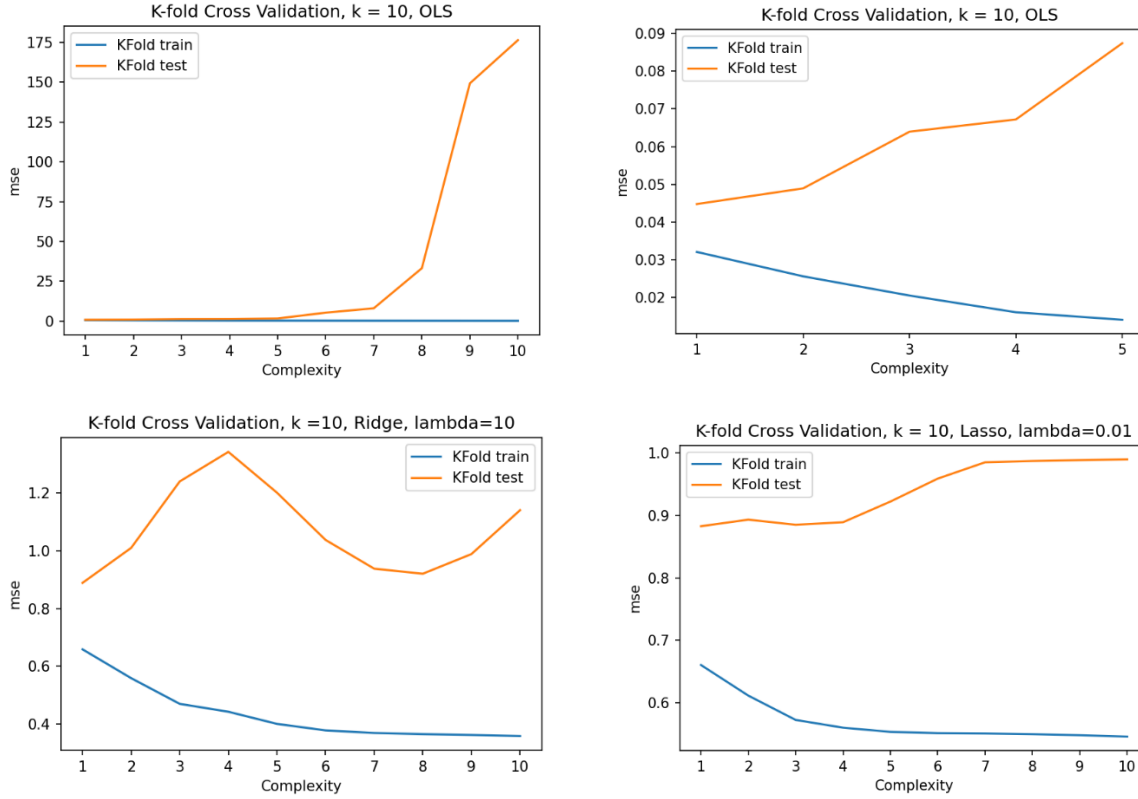 K-fold Cross Validation, k = 10, OLS
KFold train
KFold test
mse
175
150
125
100
75
50
25
0
1 2 3 4 5 6 7 8 9 10
Complexity
K-fold Cross Validation, k = 10, OLS
KFold train
KFold test
mse
0.09
0.08
0.07
0.06
0.05
0.04
0.03
0.02
1 2 3 4 5
Complexity
K-fold Cross Validation, k =10, Ridge, lambda=10
KFold train
KFold test
mse
1.2
1.0
0.8
0.6
0.4
1 2 3 4 5 6 7 8 9 10
Complexity
K-fold Cross Validation, k = 10, Lasso, lambda=0.01
KFold train
KFold test
mse
1.0
0.9
0.8
0.7
0.6
1 2 3 4 5 6 7 8 9 10
Complexity